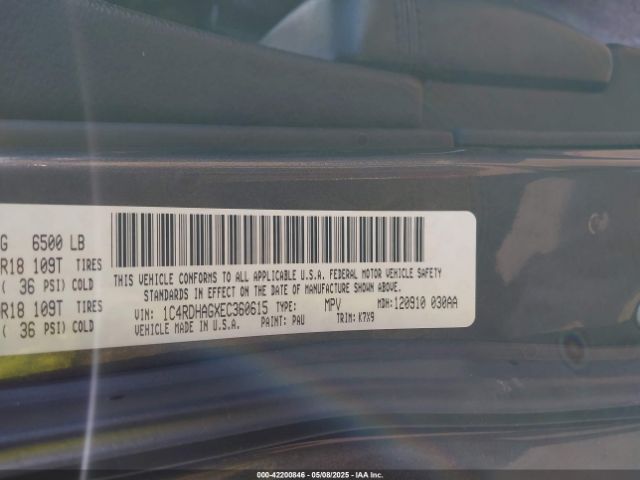 G 6500 LB
R18 109T TIRES
( 36 PSI) COLD
R18 109T TIRES
( 36 PSI) COLD
THIS VEHICLE CONFORMS TO ALL APPLICABLE U.S.A. FEDERAL MOTOR VEHICLE SAFETY
STANDARDS IN EFFECT ON THE DATE OF MANUFACTURE SHOWN ABOVE.
VIN: 1C4RDHAGXEC360615 TYPE: MPV MDH: 120910 030AA
VEHICLE MADE IN U.S.A. PAINT: PAU TRIM: K7X9
000-42200846 - 05/08/2025 - IAA Inc.